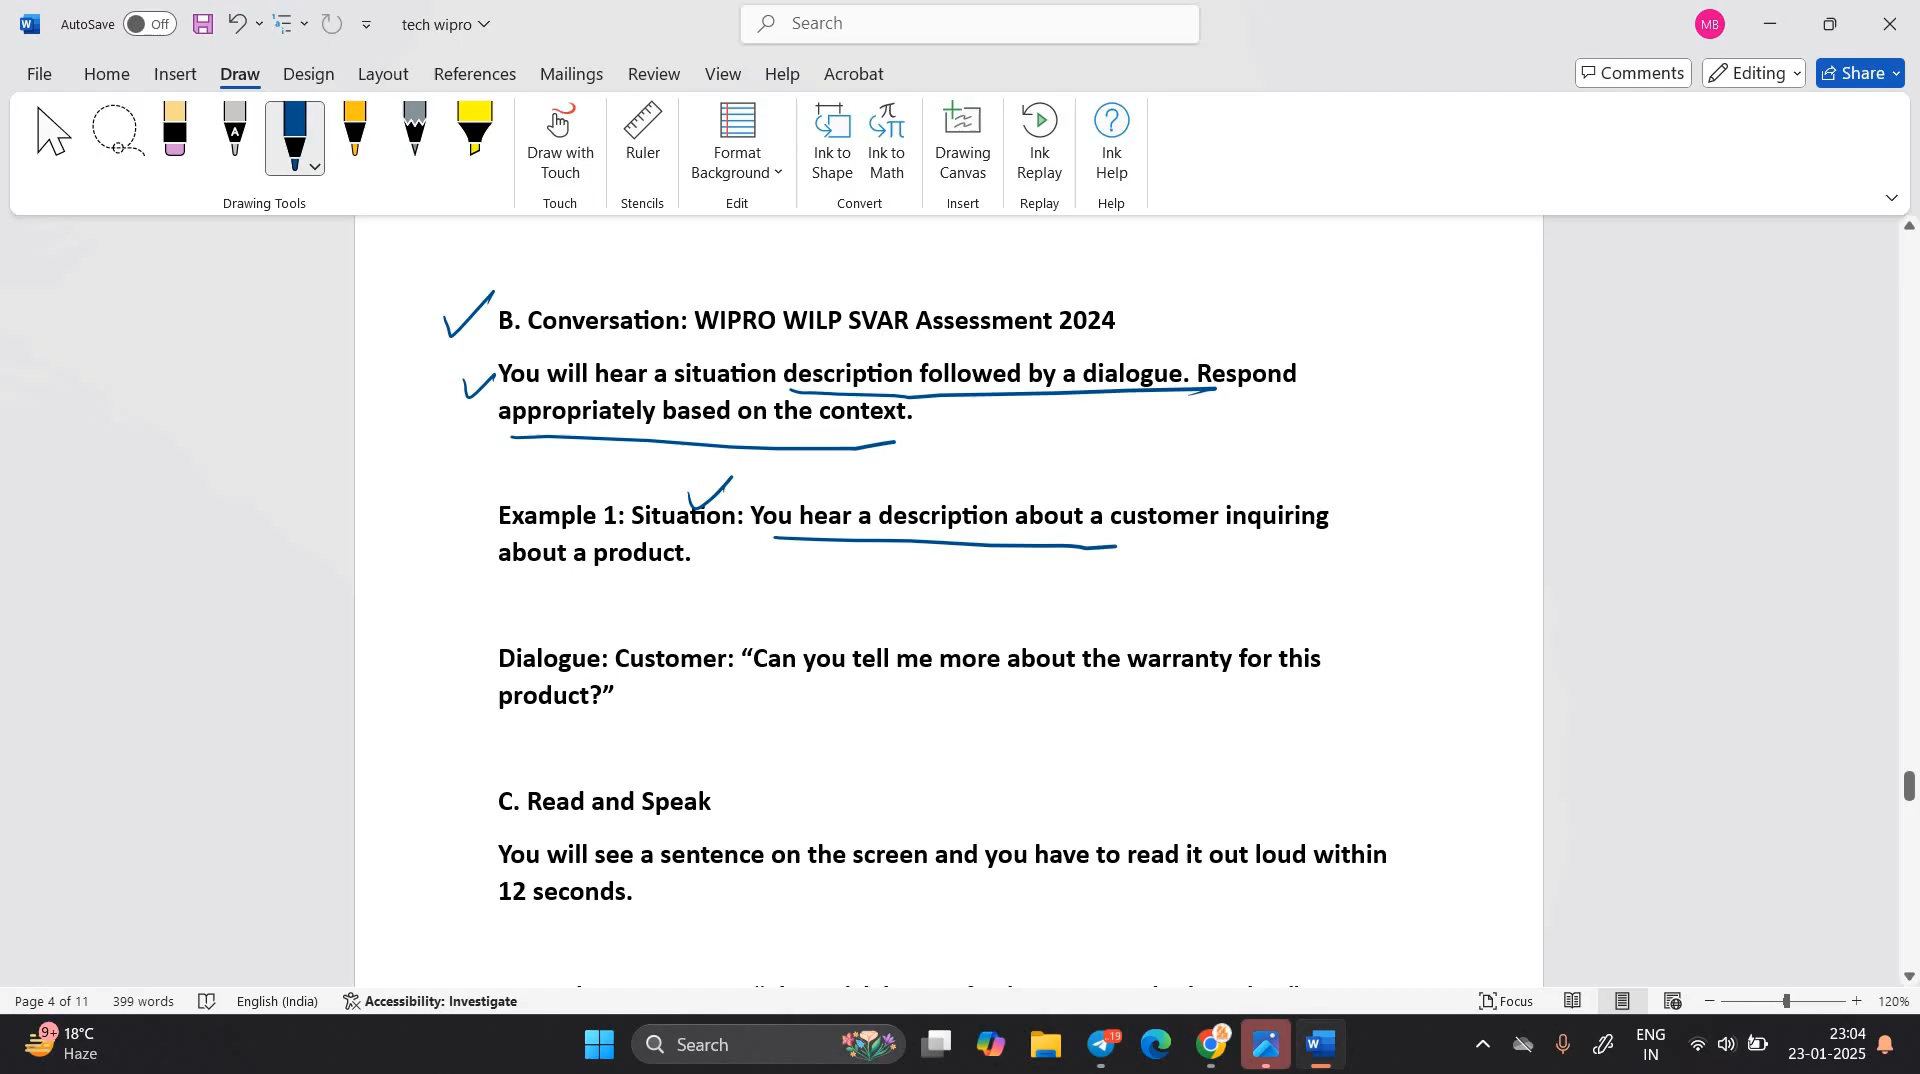 AutoSave Off tech wipro Search MB
File Home Insert Draw Design Layout References Mailings Review View Help Acrobat Comments Editing Share
A
Draw with Touch Ruler Format Background Ink to Shape Ink to Math Drawing Canvas Ink Replay Ink Help
Drawing Tools Touch Stencils Edit Convert Insert Replay Help
B. Conversation: WIPRO WILP SVAR Assessment 2024
You will hear a situation description followed by a dialogue. Respond
appropriately based on the context.
Example 1: Situation: You hear a description about a customer inquiring
about a product.
Dialogue: Customer: “Can you tell me more about the warranty for this
product?”
C. Read and Speak
You will see a sentence on the screen and you have to read it out loud within
12 seconds.
Page 4 of 11 399 words English (India) Accessibility: Investigate Focus 120%
9+ 18°C Search 19 ENG 23:04
Haze IN 23-01-2025